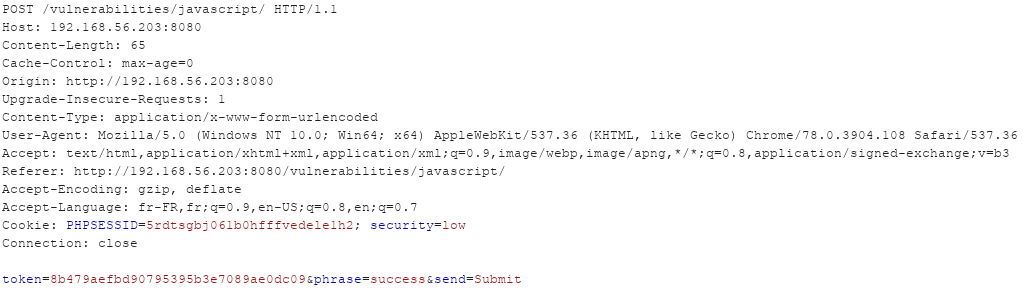 POST /vulnerabilities/javascript/ HTTP/1.1
Host: 192.168.56.203:8080
Content-Length: 65
Cache-Control: max-age=0
Origin: http://192.168.56.203:8080
Upgrade-Insecure-Requests: 1
Content-Type: application/x-www-form-urlencoded
User-Agent: Mozilla/5.0 (Windows NT 10.0; Win64; x64) AppleWebKit/537.36 (KHTML, like Gecko) Chrome/78.0.3904.108 Safari/537.36
Accept: text/html,application/xhtml+xml,application/xml;q=0.9,image/webp,image/apng,*/*;q=0.8,application/signed-exchange;v=b3
Referer: http://192.168.56.203:8080/vulnerabilities/javascript/
Accept-Encoding: gzip, deflate
Accept-Language: fr-FR,fr;q=0.9,en-US;q=0.8,en;q=0.7
Cookie: PHPSESSID=5rdtsgbj061b0hfffvedele1h2; security=low
Connection: close
token=8b479aefbd90795395b3e7089ae0dc09&phrase=success&send=Submit